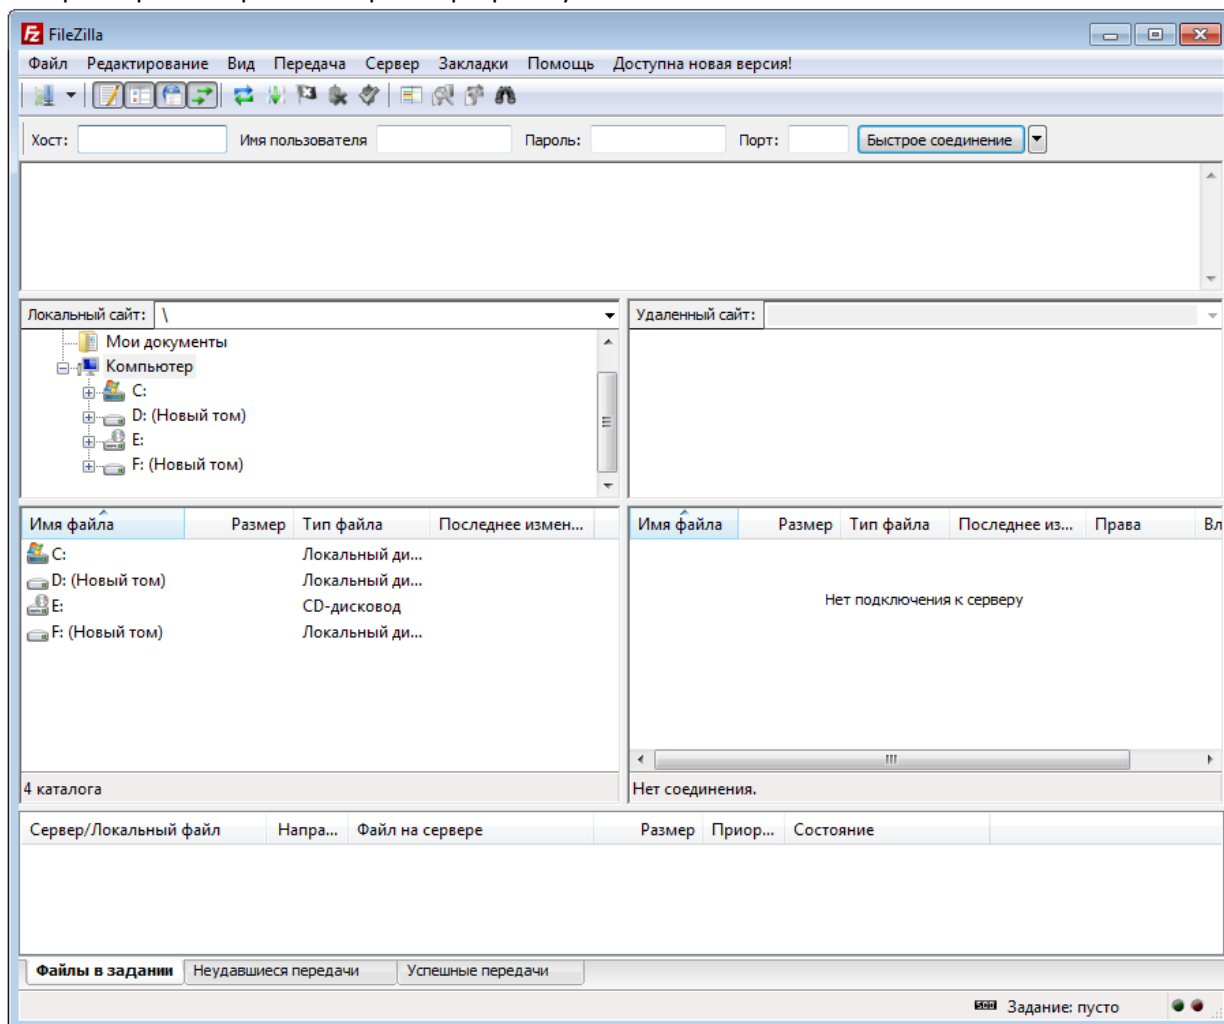 FileZilla
Файл Редактирование Вид Передача Сервер Закладки Помощь Доступна новая версия!
Хост: Имя пользователя Пароль: Порт: Быстрое соединение
Локальный сайт: \
Мои документы
Компьютер
C:
D: (Новый том)
E:
F: (Новый том)
Удаленный сайт:
Имя файла Размер Тип файла Последнее измен...
C: Локальный ди...
D: (Новый том) Локальный ди...
E: CD-дисковод
F: (Новый том) Локальный ди...
4 каталога
Имя файла Размер Тип файла Последнее из... Права Вл
Нет подключения к серверу
Нет соединения.
Сервер/Локальный файл Напра... Файл на сервере Размер Приор... Состояние
Файлы в задании Неудавшиеся передачи Успешные передачи
Задание: пусто